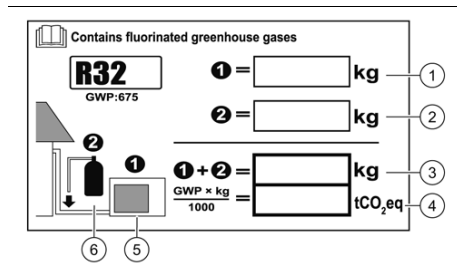 Contains fluorinated greenhouse gases
R32
GWP:675
❶= kg ①
❷= kg ②
❶+❷= kg ③
GWP × kg
1000
= tCO₂eq ④
❷
❶
⑥ ⑤